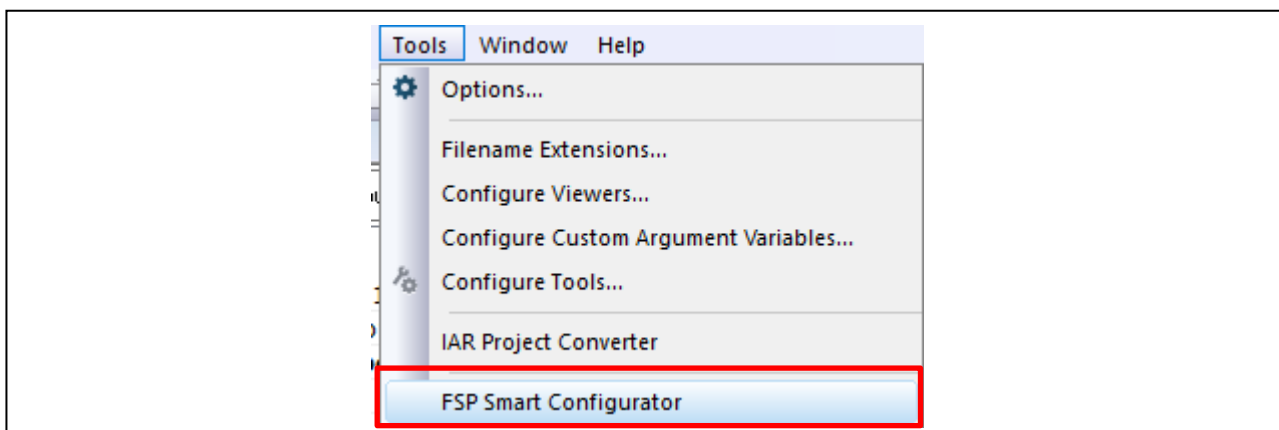 Tools Window Help
Options...
Filename Extensions...
Configure Viewers...
Configure Custom Argument Variables...
Configure Tools...
IAR Project Converter
FSP Smart Configurator